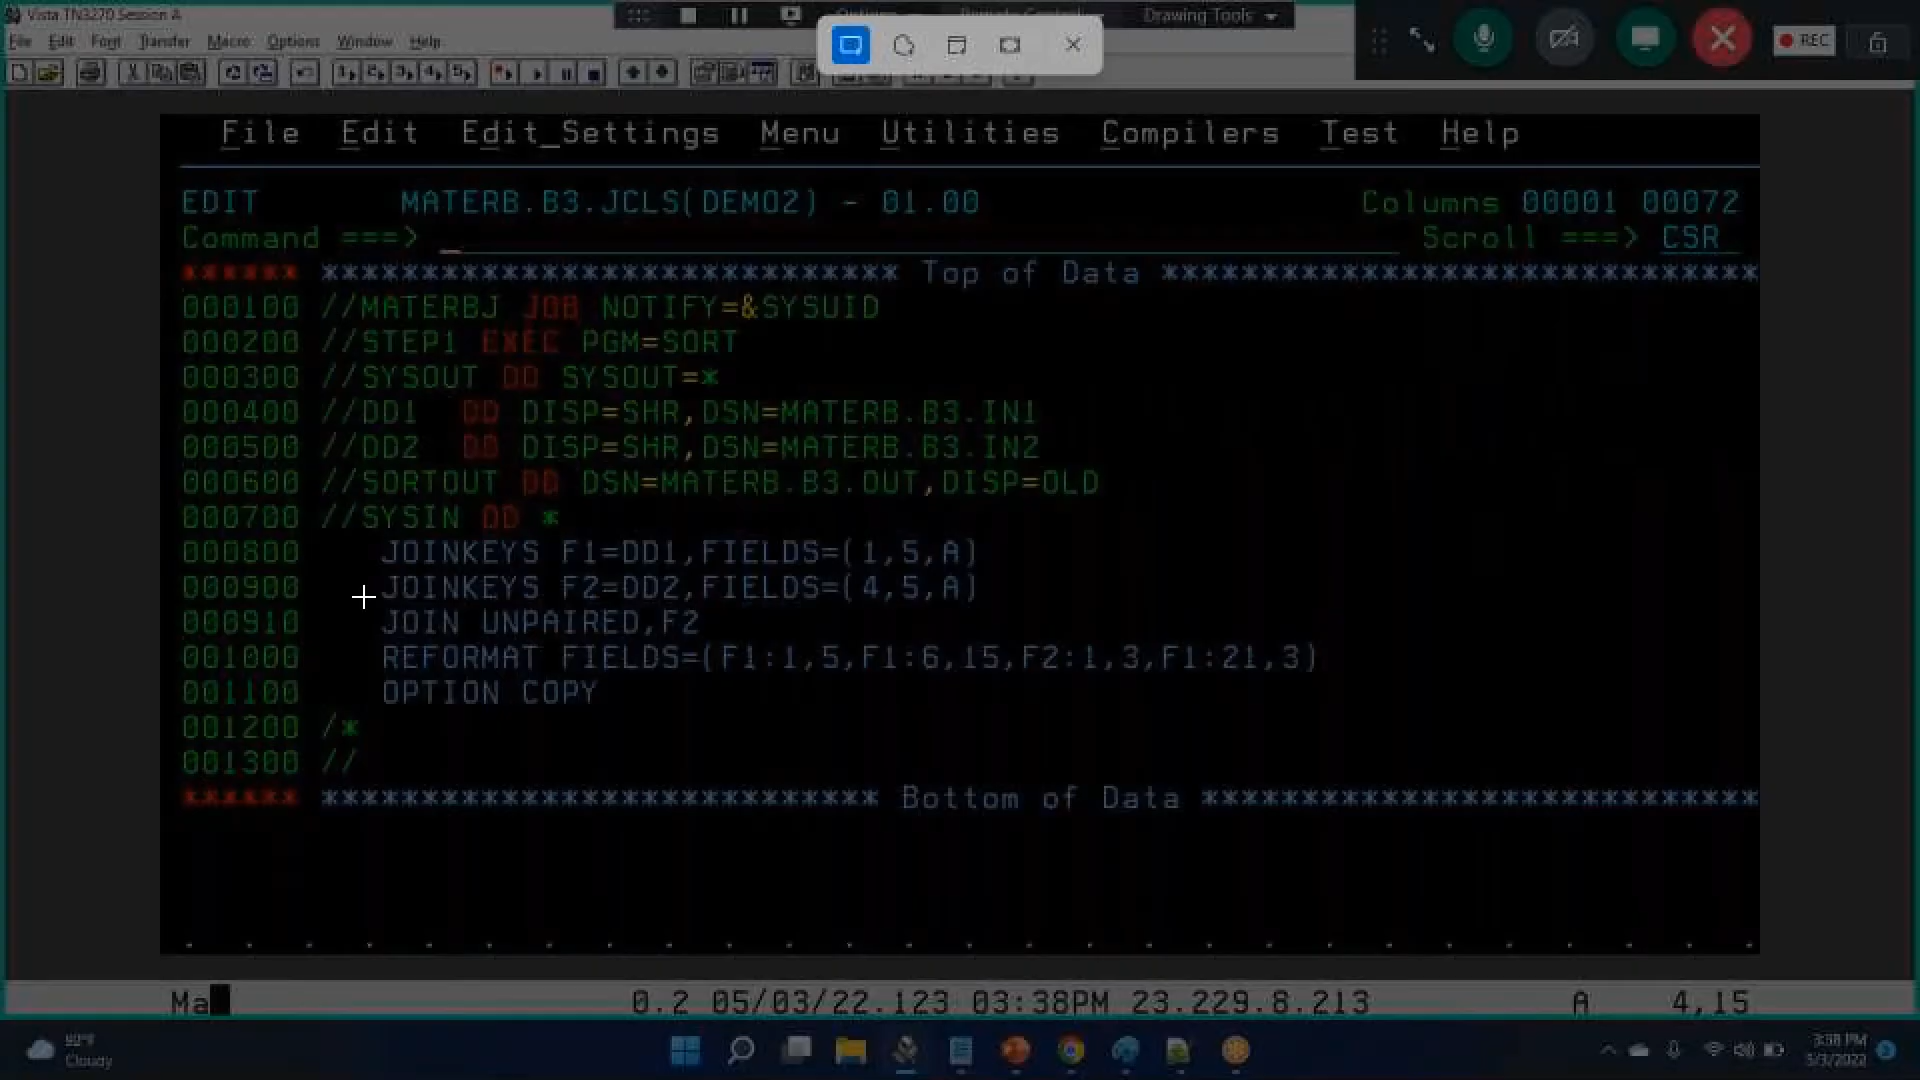 Vista TN3270 Session A
Drawing Tools
File Edit Font Transfer Macro Options Window Help
REC
File Edit Edit_Settings Menu Utilities Compilers Test Help
EDIT MATERB.B3.JCLS(DEMO2) - 01.00 Columns 00001 00072
Command ===> Scroll ===> CSR
****** ***************************** Top of Data ******************************
000100 //MATERBJ JOB NOTIFY=&SYSUID
000200 //STEP1 EXEC PGM=SORT
000300 //SYSOUT DD SYSOUT=*
000400 //DD1 DD DISP=SHR,DSN=MATERB.B3.IN1
000500 //DD2 DD DISP=SHR,DSN=MATERB.B3.IN2
000600 //SORTOUT DD DSN=MATERB.B3.OUT,DISP=OLD
000700 //SYSIN DD *
000800 JOINKEYS F1=DD1,FIELDS=(1,5,A)
000900 JOINKEYS F2=DD2,FIELDS=(4,5,A)
000910 JOIN UNPAIRED,F2
001000 REFORMAT FIELDS=(F1:1,5,F1:6,15,F2:1,3,F1:21,3)
001100 OPTION COPY
001200 /*
001300 //
****** **************************** Bottom of Data ****************************
Ma 0.2 05/03/22.123 03:38PM 23.229.8.213 A 4,15
Cloudy
3:38 PM
5/3/2022